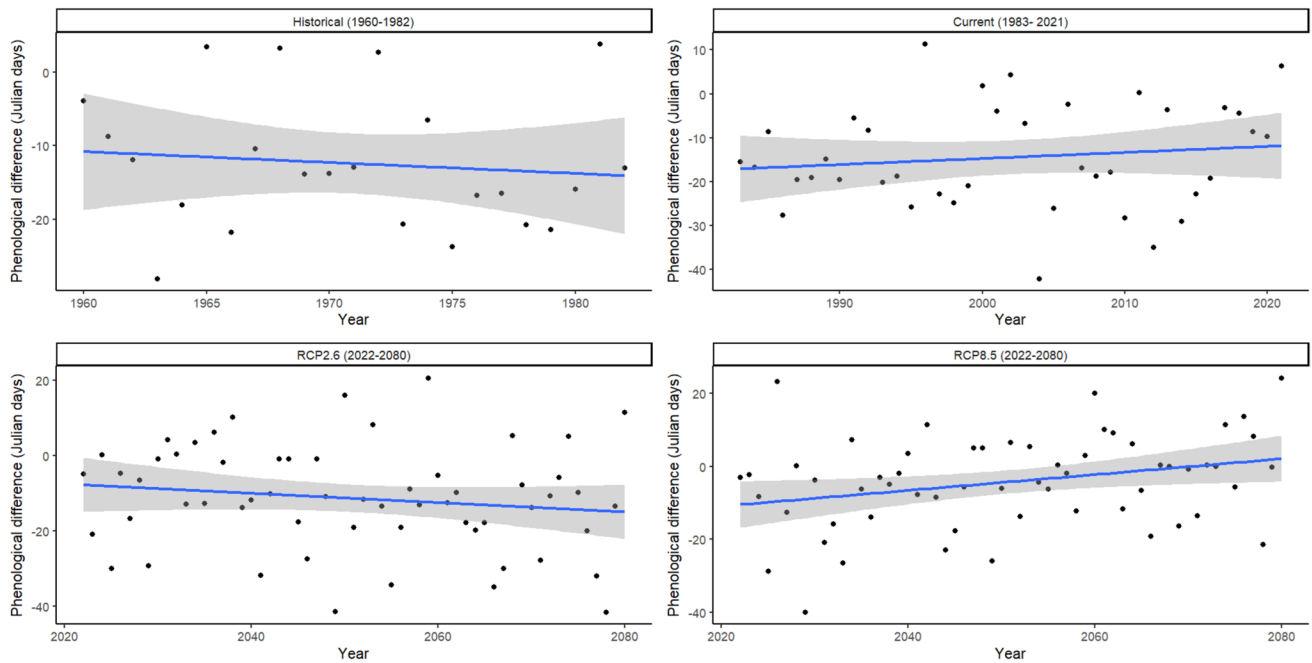 Historical (1960-1982)
Phenological difference (Julian days)
0
-10
-20
1960
1965
1970
1975
1980
Year
Current (1983- 2021)
Phenological difference (Julian days)
10
0
-10
-20
-30
-40
1990
2000
2010
2020
Year
RCP2.6 (2022-2080)
Phenological difference (Julian days)
20
0
-20
-40
2020
2040
2060
2080
Year
RCP8.5 (2022-2080)
Phenological difference (Julian days)
20
0
-20
-40
2020
2040
2060
2080
Year